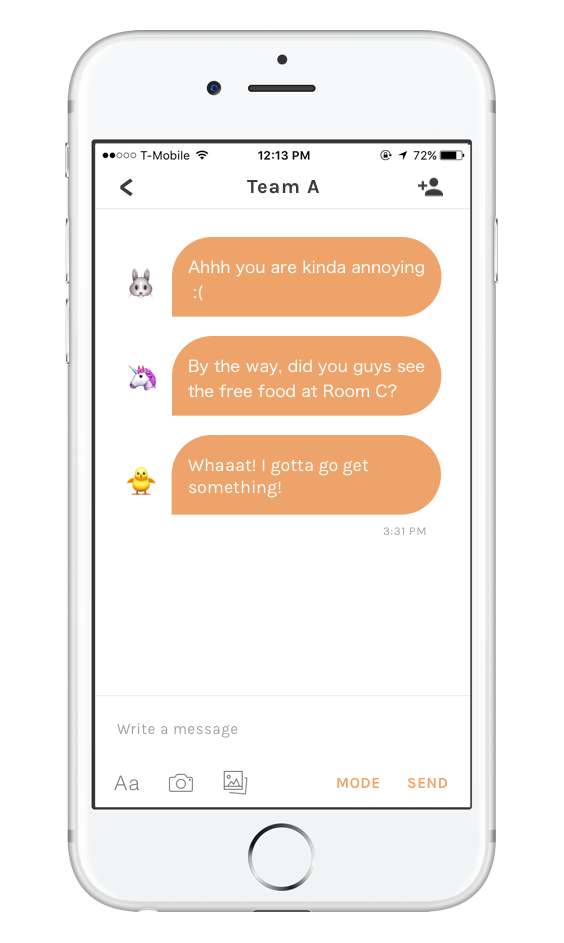 T-Mobile 12:13 PM 72%
Team A
Ahhh you are kinda annoying
:(
By the way, did you guys see
the free food at Room C?
Whaaat! I gotta go get
something!
3:31 PM
Write a message
Aa MODE SEND